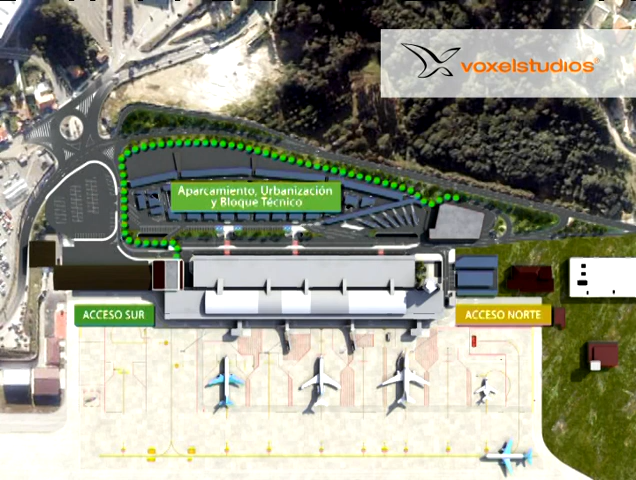 voxelstudios
Aparcamiento, Urbanización
y Bloque Técnico
ACCESO SUR
ACCESO NORTE